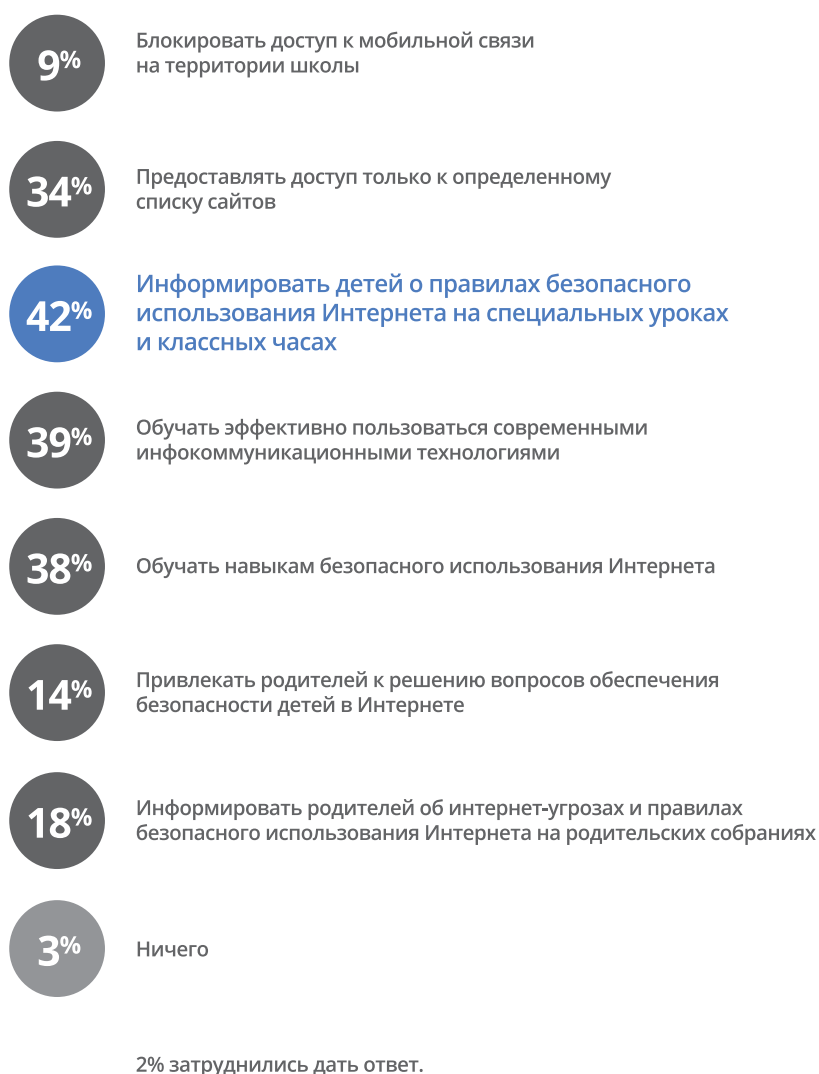 9%
Блокировать доступ к мобильной связи
на территории школы
34%
Предоставлять доступ только к определенному
списку сайтов
42%
Информировать детей о правилах безопасного
использования Интернета на специальных уроках
и классных часах
39%
Обучать эффективно пользоваться современными
инфокоммуникационными технологиями
38%
Обучать навыкам безопасного использования Интернета
14%
Привлекать родителей к решению вопросов обеспечения
безопасности детей в Интернете
18%
Информировать родителей об интернет-угрозах и правилах
безопасного использования Интернета на родительских собраниях
3%
Ничего
2% затруднились дать ответ.